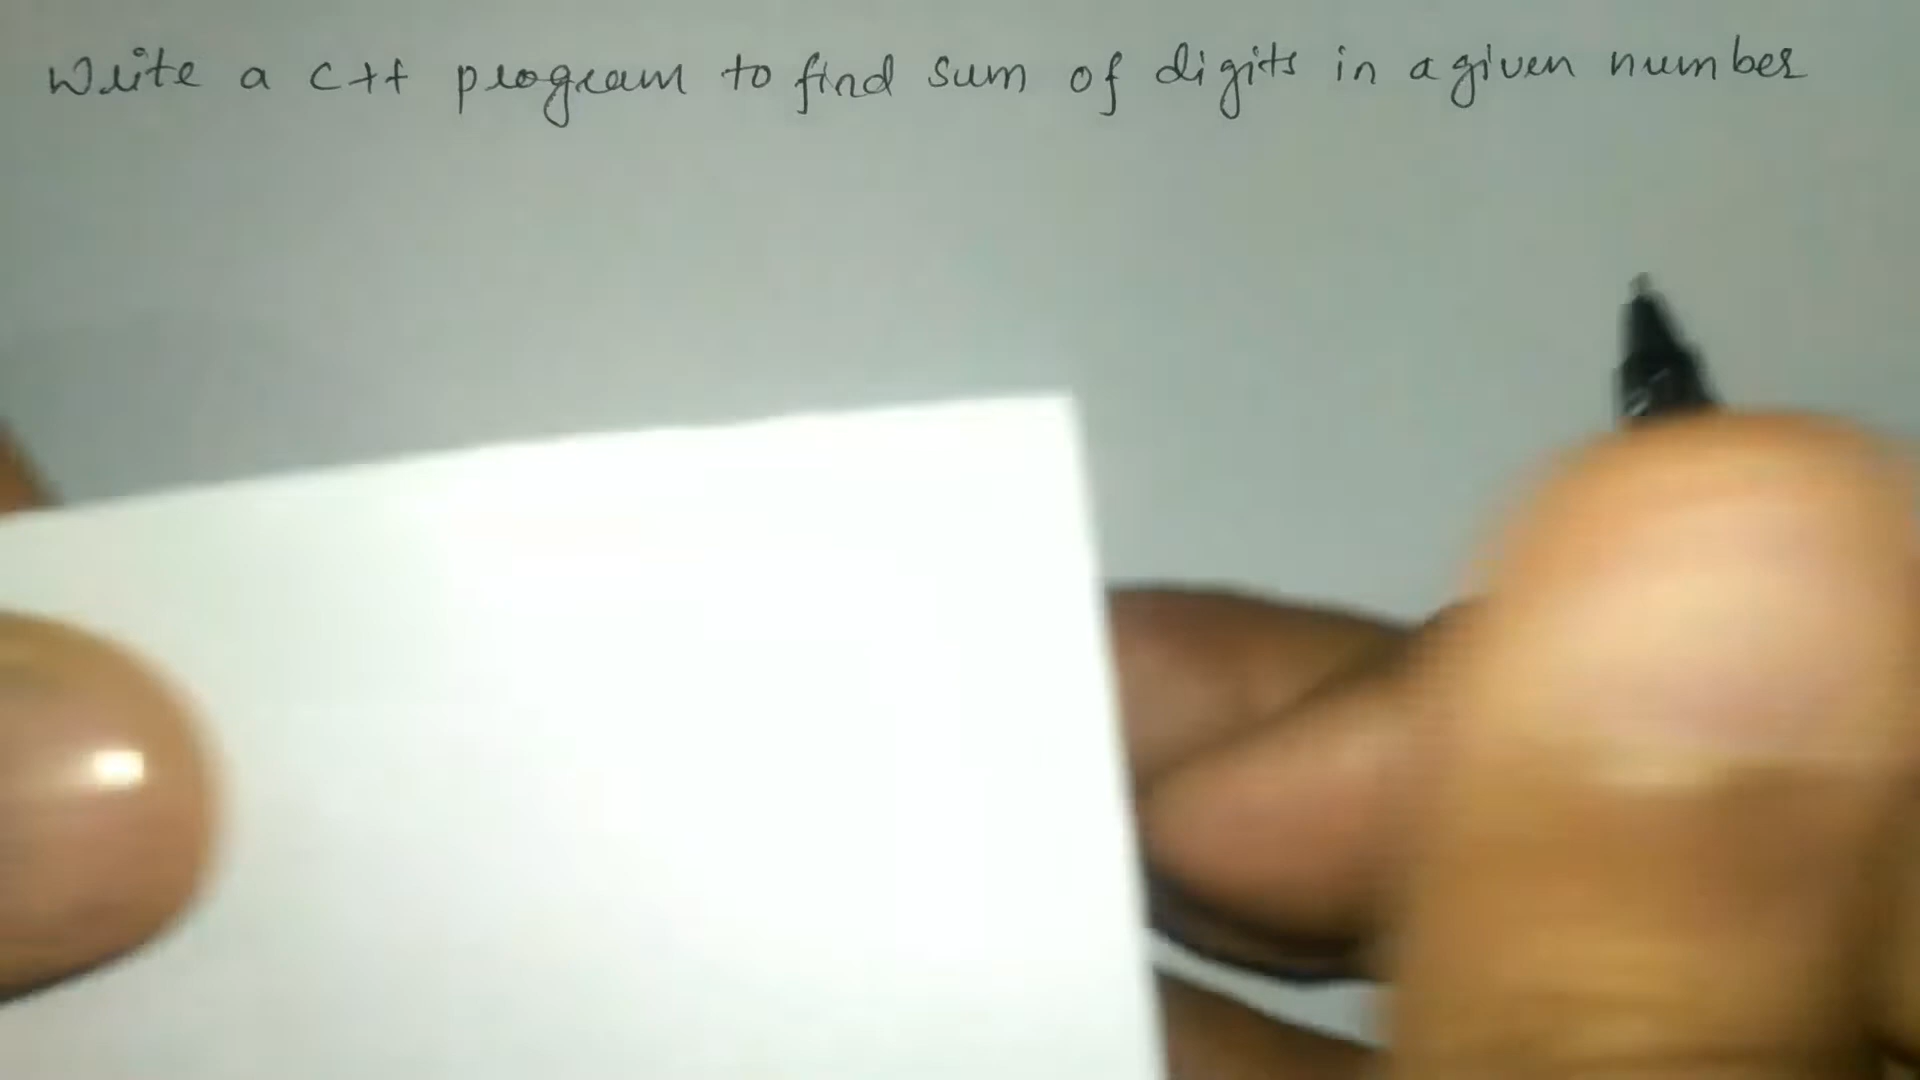 Write a c++ program to find sum of digits in a given number